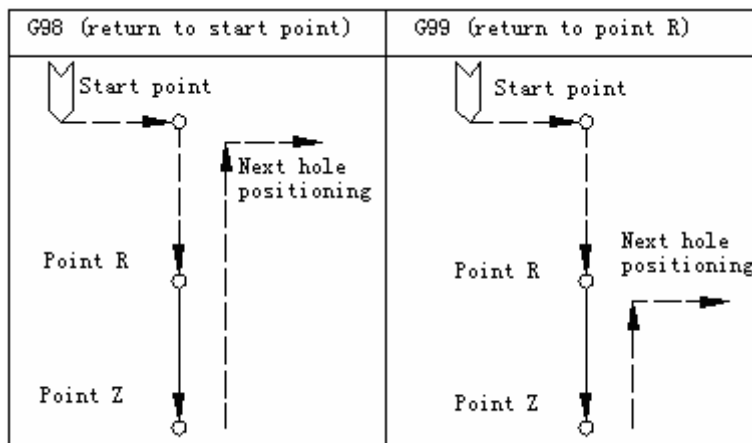 G98 (return to start point)
Start point
Next hole
positioning
Point R
Point Z
G99 (return to point R)
Start point
Next hole
positioning
Point R
Point Z